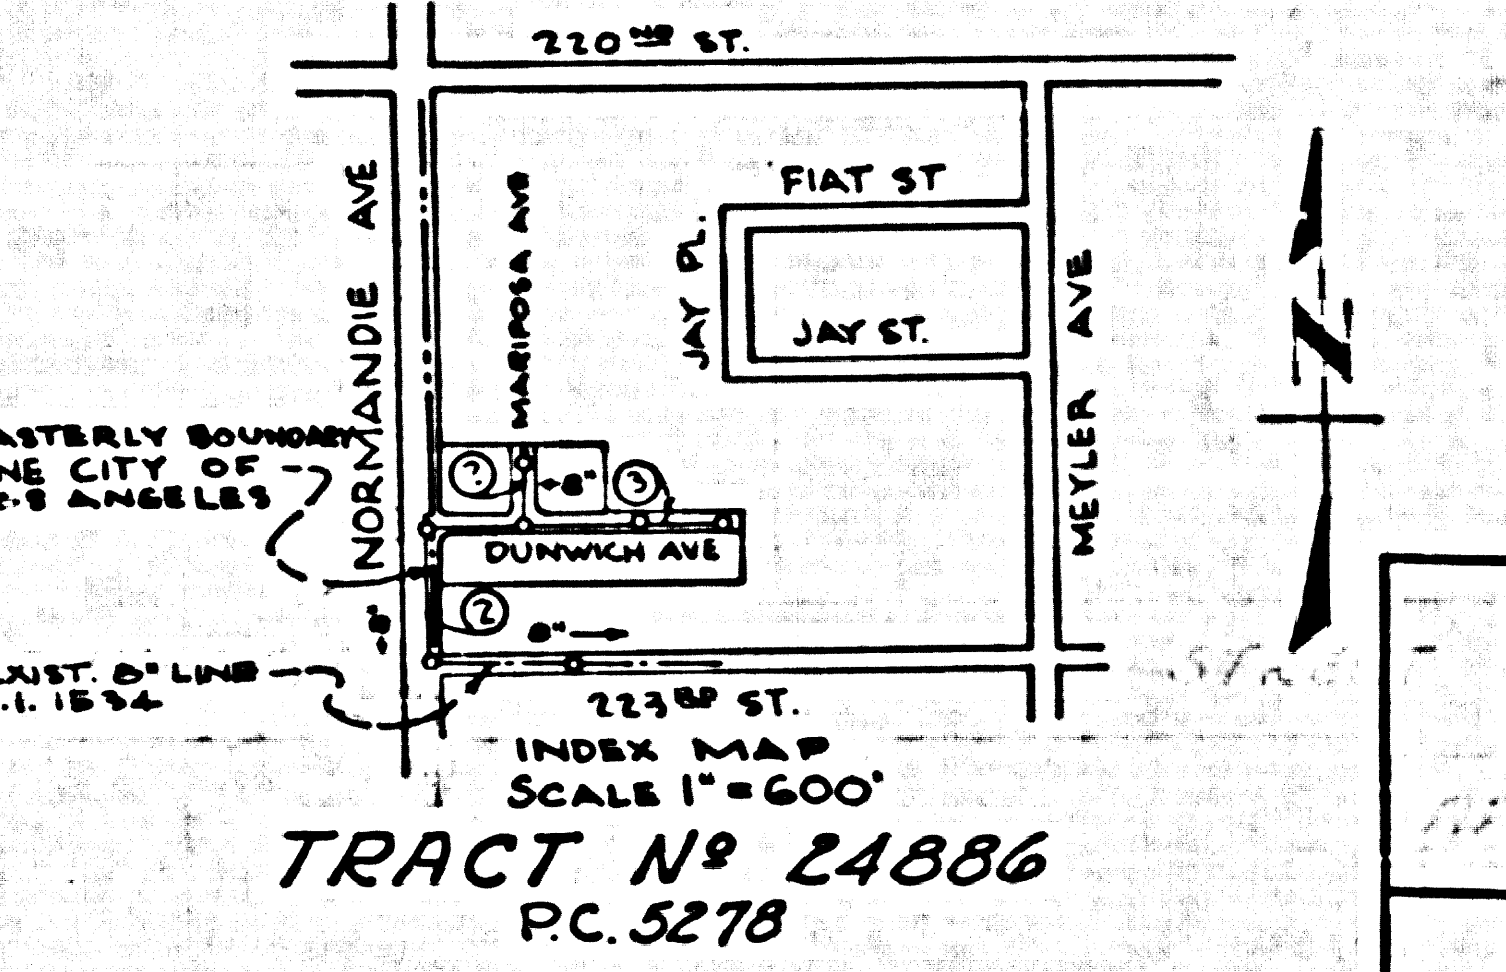 220ND ST.
NORMANDIE AVE
MARIPOSA AVE
FIAT ST
JAY PL.
JAY ST.
MEYLER AVE
N
ASTERLY BOUNDARY
NE CITY OF
S ANGELES
8"
3
DUNWICH AVE
2
8"
8"
XIST. 8" LINE
.I. 1534
223RD ST.
INDEX MAP
SCALE 1" = 600'
TRACT Nº 24886
P.C. 5278